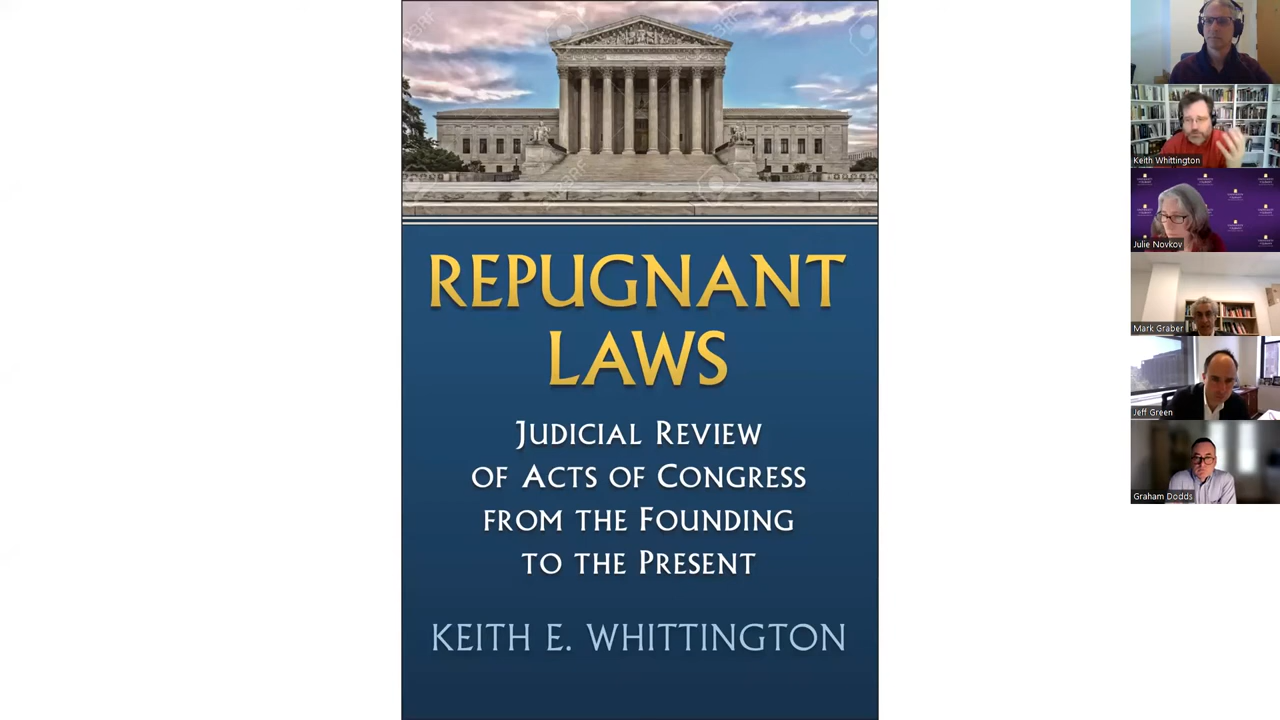 REPUGNANT
LAWS
JUDICIAL REVIEW
OF ACTS OF CONGRESS
FROM THE FOUNDING
TO THE PRESENT
KEITH E. WHITTINGTON
Keith Whittington
Julie Novkov
Mark Graber
Jeff Green
Graham Dodds